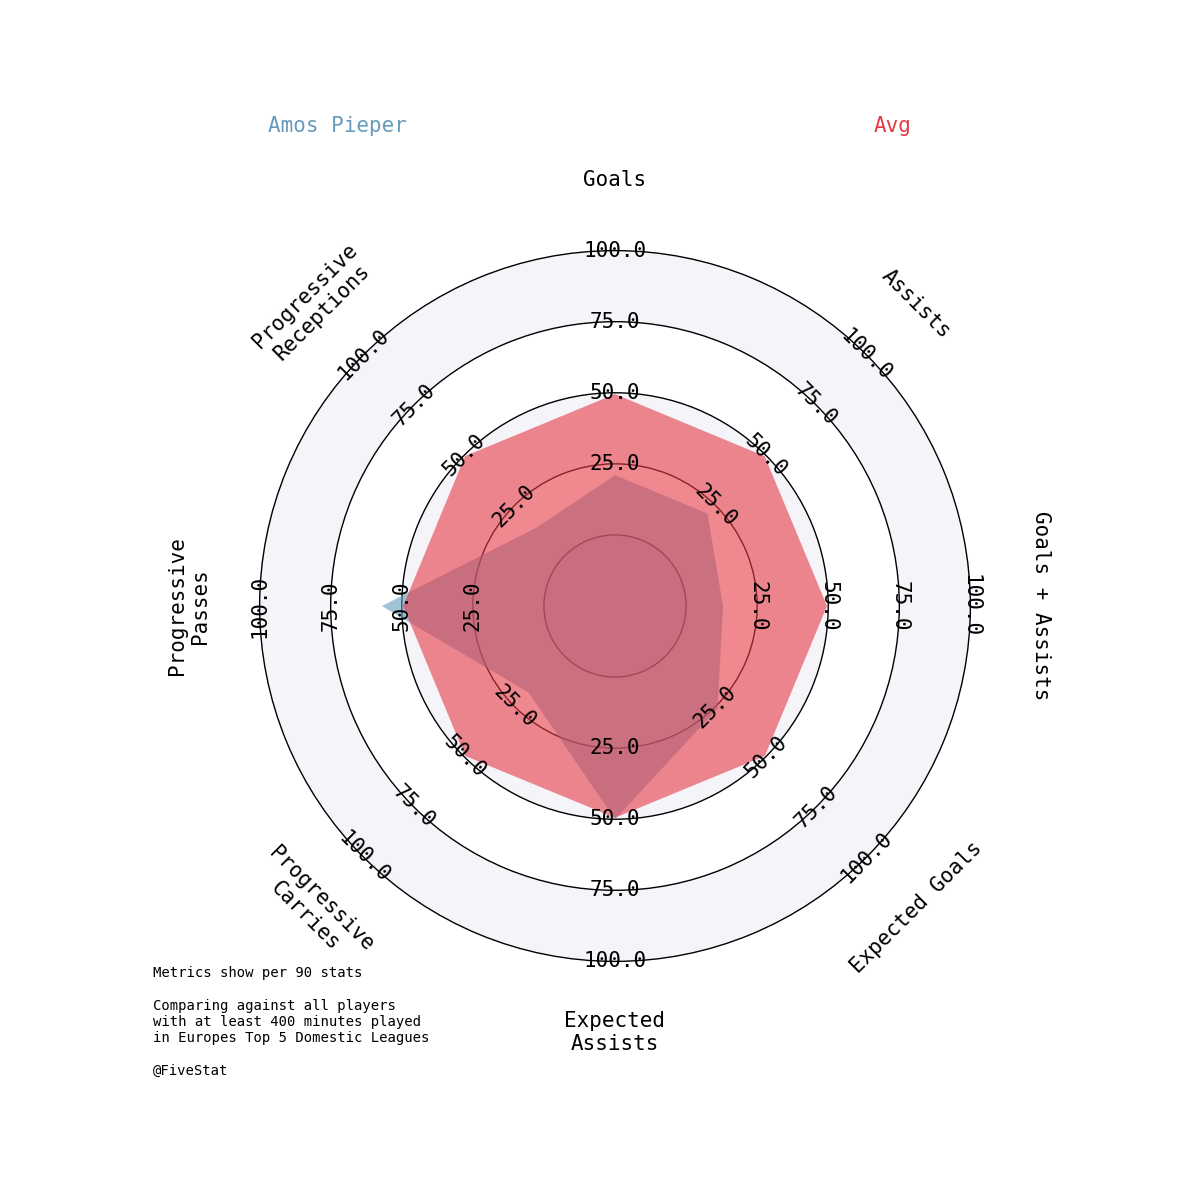 Amos Pieper
Avg
Goals
Assists
Goals + Assists
Expected Goals
Expected
Assists
Progressive
Carries
Progressive
Passes
Progressive
Receptions
25.0
50.0
75.0
100.0
25.0
50.0
75.0
100.0
25.0
50.0
75.0
100.0
25.0
50.0
75.0
100.0
25.0
50.0
75.0
100.0
25.0
50.0
75.0
100.0
25.0
50.0
75.0
100.0
25.0
50.0
75.0
100.0
Metrics show per 90 stats
Comparing against all players
with at least 400 minutes played
in Europes Top 5 Domestic Leagues
@FiveStat